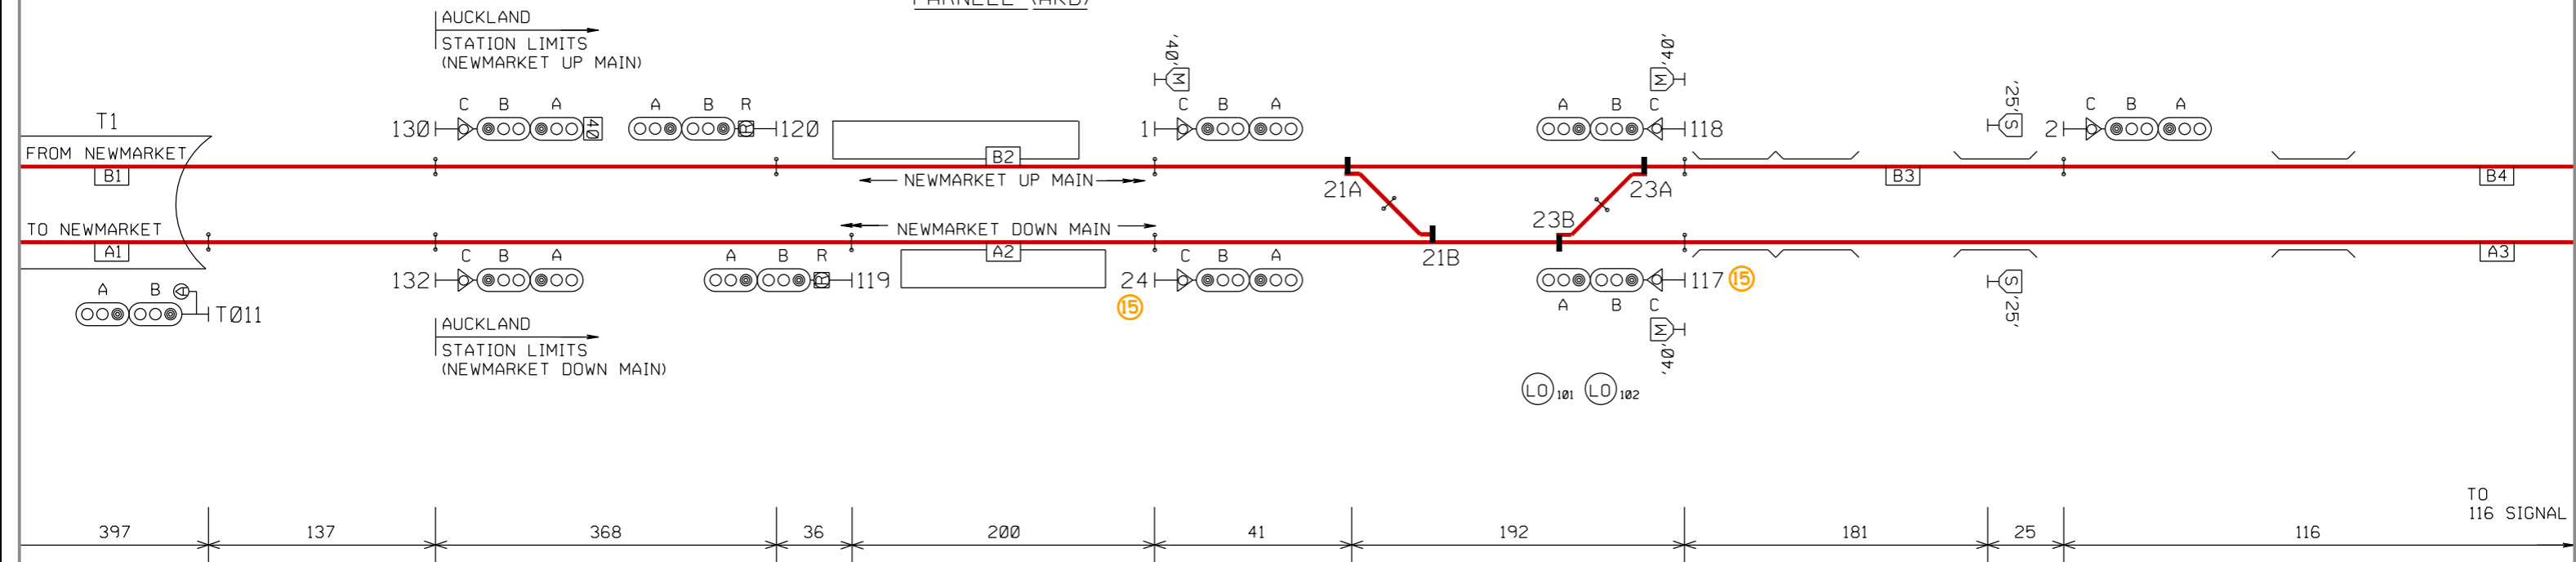 PARNELL (AKB)
AUCKLAND
STATION LIMITS
(NEWMARKET UP MAIN)
'40' M
M '40'
'25' S
T1
C B A
A B R
C B A
A B C
C B A
130
40
R
120
1
118
2
FROM NEWMARKET
B1
B2
B3
B4
NEWMARKET UP MAIN
21A
23A
23B
TO NEWMARKET
A1
NEWMARKET DOWN MAIN
A2
21B
A3
C B A
A B R
C B A
132
R
119
24
15
117
15
A B C
S '25'
A B A
TØ11
AUCKLAND
STATION LIMITS
(NEWMARKET DOWN MAIN)
M '40'
LO 101 LO 102
TO
116 SIGNAL
397 137 368 36 200 41 192 181 25 116